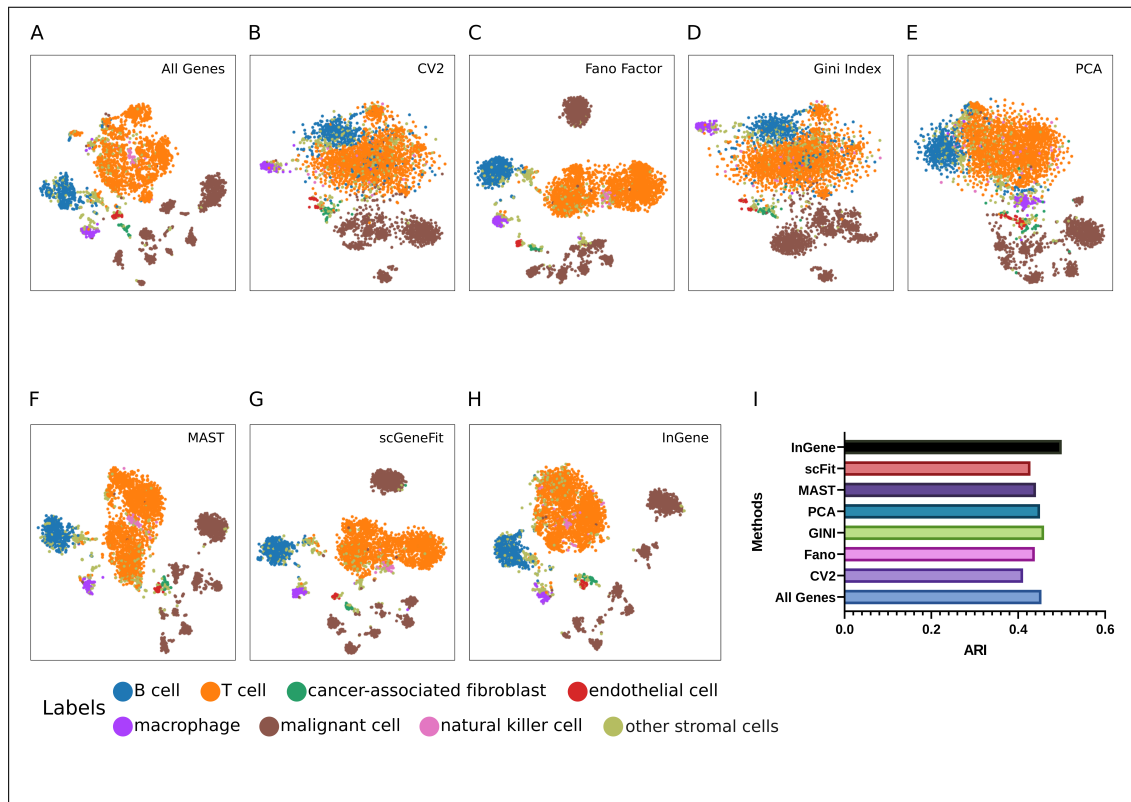 A
B
C
D
E
All Genes
CV2
Fano Factor
Gini Index
PCA
F
G
H
I
MAST
scGeneFit
InGene
Methods
InGene
scFit
MAST
PCA
GINI
Fano
CV2
All Genes
0.0 0.2 0.4 0.6
ARI
Labels
B cell T cell cancer-associated fibroblast endothelial cell
macrophage malignant cell natural killer cell other stromal cells